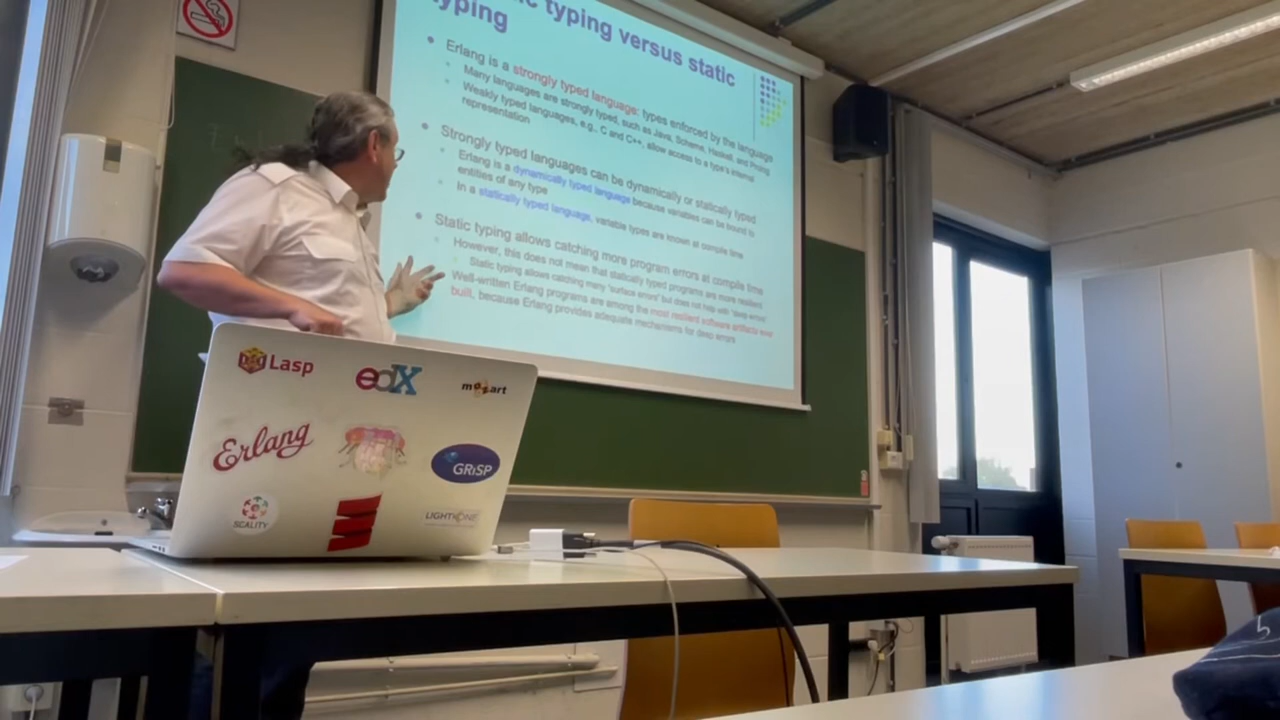 typing versus static
typing
Erlang is a strongly typed language: types enforced by the language
Many languages are strongly typed, such as Java, Scheme, Haskell, and Prolog
Weakly typed languages, e.g., C and C++, allow access to a type's internal
representation
Strongly typed languages can be dynamically or statically typed
Erlang is a dynamically typed language because variables can be bound to
entities of any type
In a statically typed language, variable types are known at compile time
Static typing allows catching more program errors at compile time
However, this does not mean that statically typed programs are more resilient
Static typing allows catching many "surface errors" but does not help with "deep errors"
Well-written Erlang programs are among the most resilient software artifacts ever
built, because Erlang provides adequate mechanisms for deep errors
Lasp
edX
mozart
Erlang
GRiSP
SCALITY
LIGHTKONE